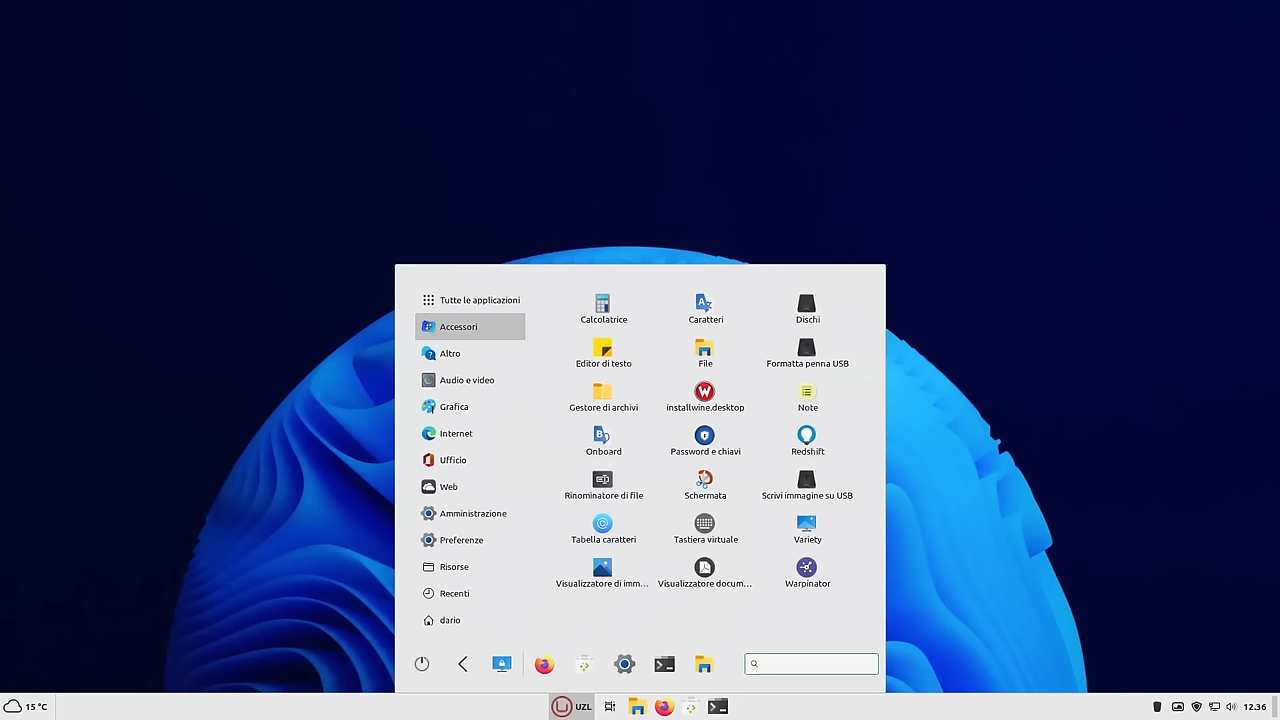 Tutte le applicazioni
Accessori
Altro
Audio e video
Grafica
Internet
Ufficio
Web
Amministrazione
Preferenze
Risorse
Recenti
dario
Calcolatrice
Caratteri
Dischi
Editor di testo
File
Formatta penna USB
Gestore di archivi
installwine.desktop
Note
Onboard
Password e chiavi
Redshift
Rinominatore di file
Schermata
Scrivi immagine su USB
Tabella caratteri
Tastiera virtuale
Variety
Visualizzatore di imm...
Visualizzatore docum...
Warpinator
15 °C
UZL
12.36